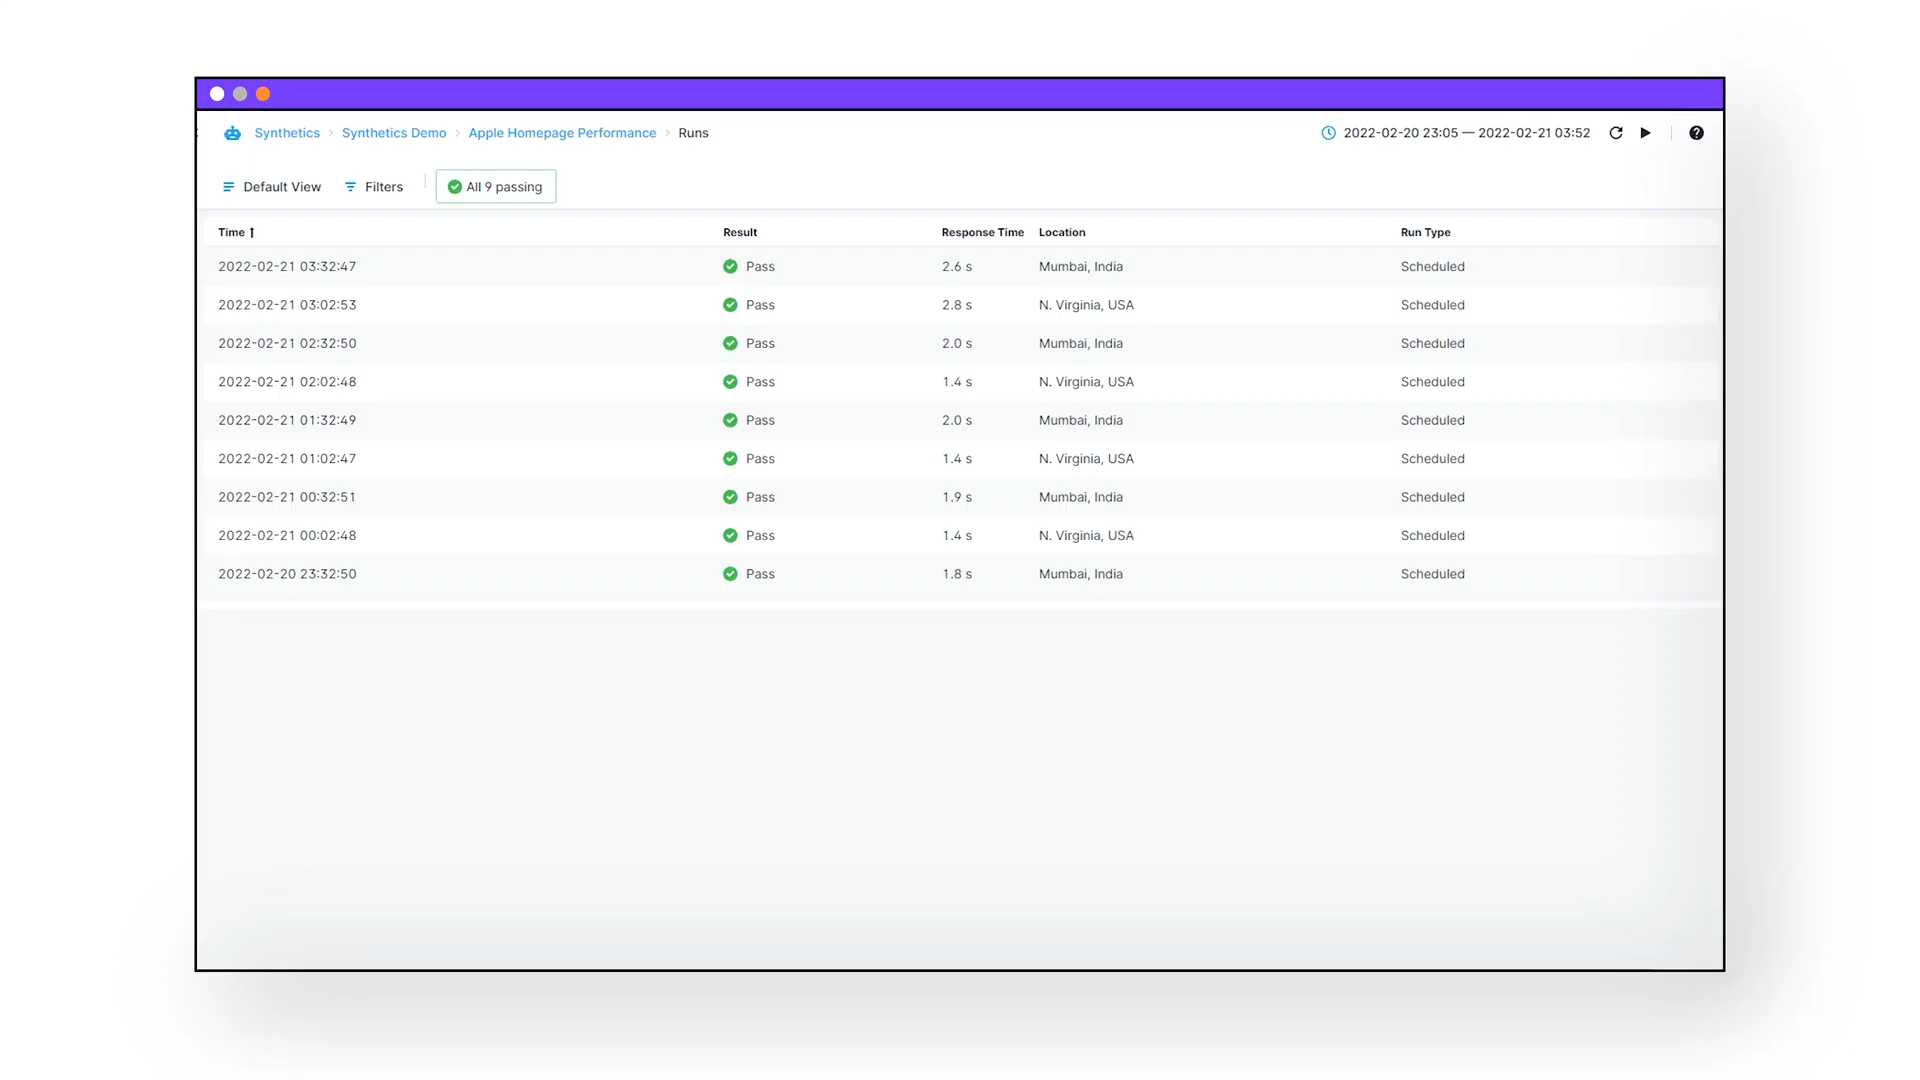 Synthetics > Synthetics Demo > Apple Homepage Performance > Runs 2022-02-20 23:05 — 2022-02-21 03:52
Default View Filters All 9 passing
Time ↑ Result Response Time Location Run Type
2022-02-21 03:32:47 Pass 2.6 s Mumbai, India Scheduled
2022-02-21 03:02:53 Pass 2.8 s N. Virginia, USA Scheduled
2022-02-21 02:32:50 Pass 2.0 s Mumbai, India Scheduled
2022-02-21 02:02:48 Pass 1.4 s N. Virginia, USA Scheduled
2022-02-21 01:32:49 Pass 2.0 s Mumbai, India Scheduled
2022-02-21 01:02:47 Pass 1.4 s N. Virginia, USA Scheduled
2022-02-21 00:32:51 Pass 1.9 s Mumbai, India Scheduled
2022-02-21 00:02:48 Pass 1.4 s N. Virginia, USA Scheduled
2022-02-20 23:32:50 Pass 1.8 s Mumbai, India Scheduled